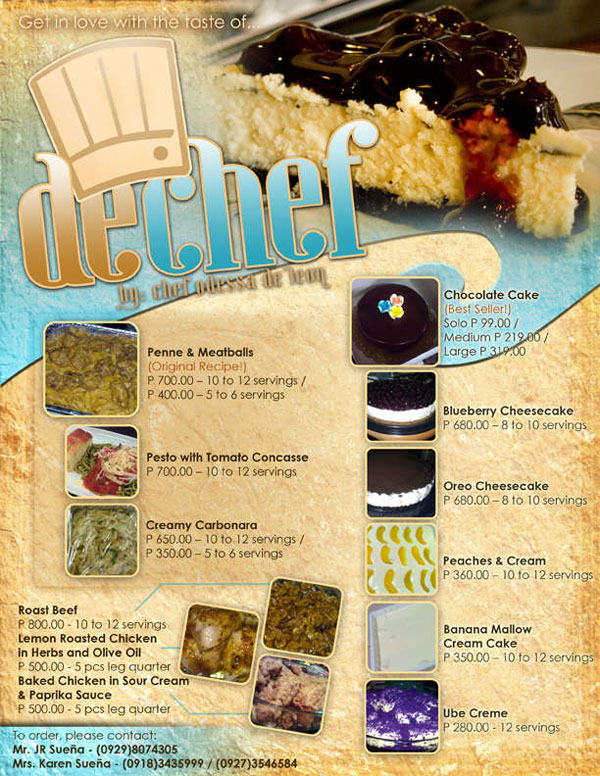 Get in love with the taste of...
dechef
by: chef odessa de leon
Penne & Meatballs
(Original Recipe!)
P 700.00 – 10 to 12 servings /
P 400.00 – 5 to 6 servings
Pesto with Tomato Concasse
P 700.00 – 10 to 12 servings
Creamy Carbonara
P 650.00 – 10 to 12 servings /
P 350.00 – 5 to 6 servings
Roast Beef
P 800.00 - 10 to 12 servings
Lemon Roasted Chicken
in Herbs and Olive Oil
P 500.00 - 5 pcs leg quarter
Baked Chicken in Sour Cream
& Paprika Sauce
P 500.00 - 5 pcs leg quarter
Chocolate Cake
(Best Seller!)
Solo P 99.00 /
Medium P 219.00 /
Large P 319.00
Blueberry Cheesecake
P 680.00 – 8 to 10 servings
Oreo Cheesecake
P 680.00 – 8 to 10 servings
Peaches & Cream
P 360.00 - 10 to 12 servings
Banana Mallow
Cream Cake
P 350.00 – 10 to 12 servings
Ube Creme
P 280.00 - 12 servings
To order, please contact:
Mr. JR Sueña - (0929)8074305
Mrs. Karen Sueña - (0918)3435999 / (0927)3546584